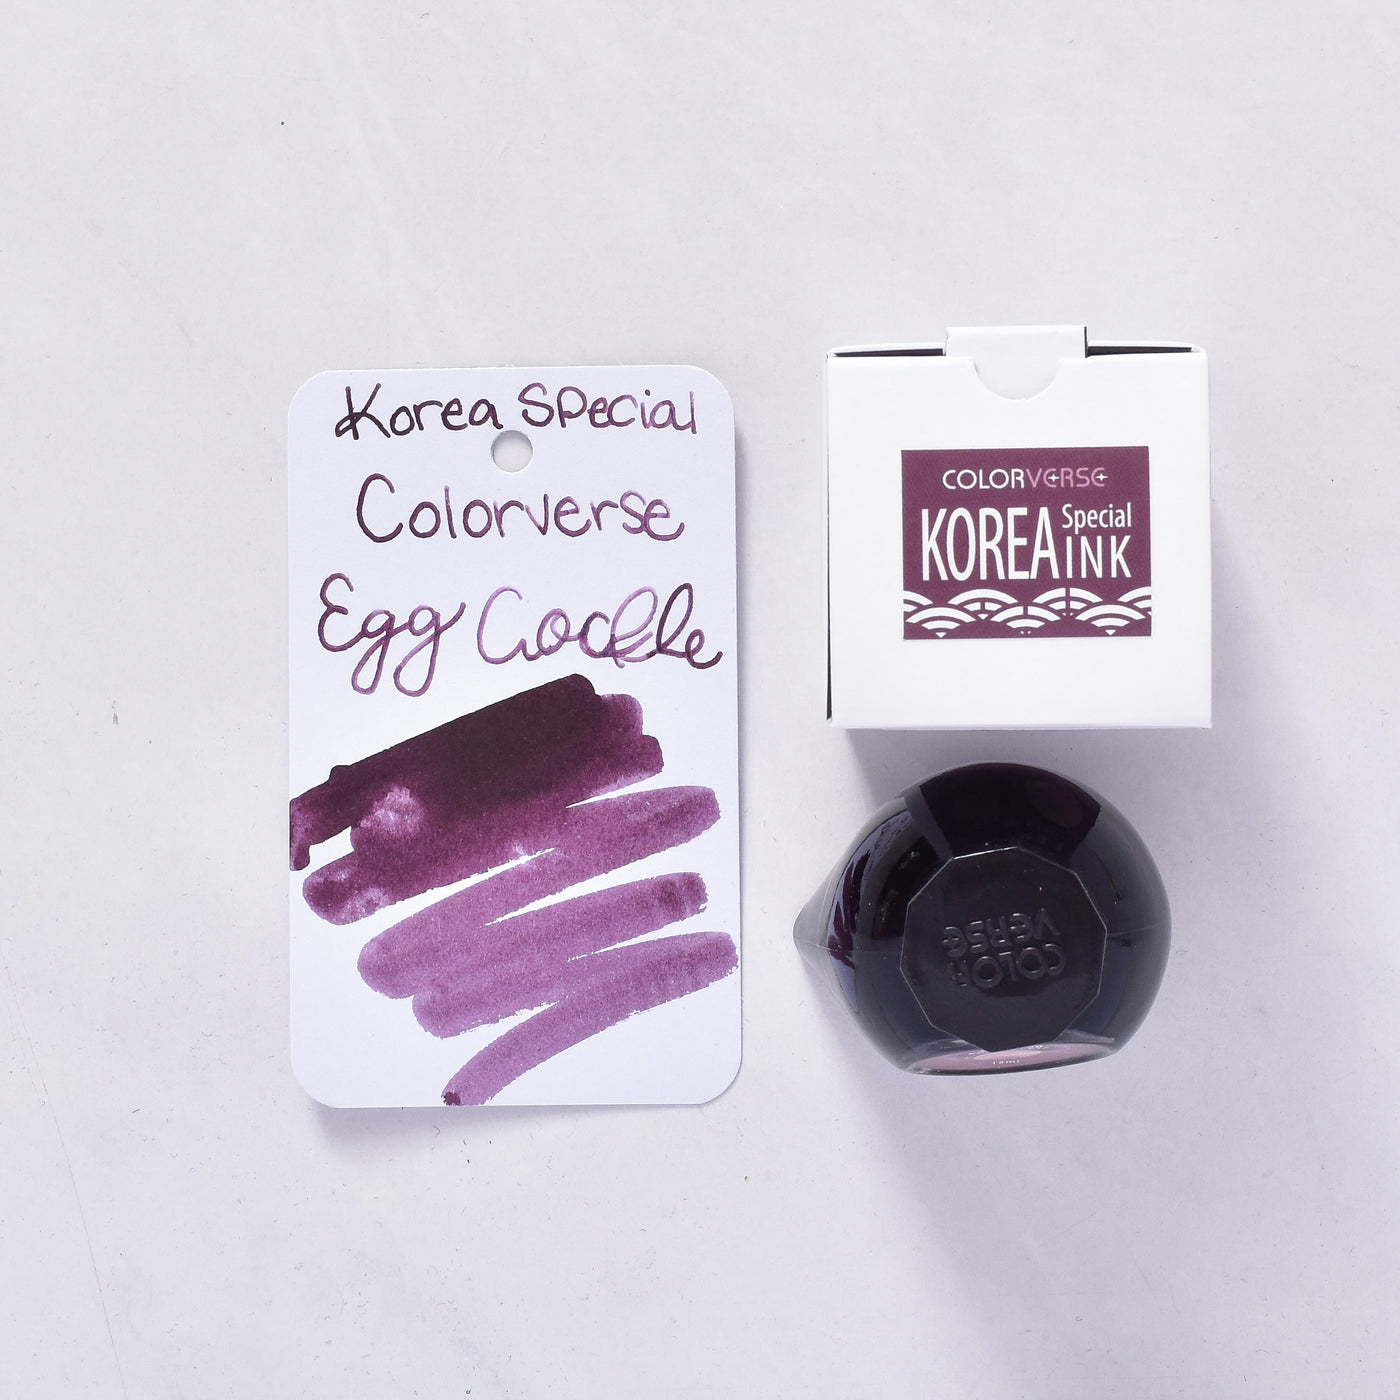 Korea Special
Colorverse
Egg Cockle
COLORVERSE
KOREA Special INK
COLOR
VERSE